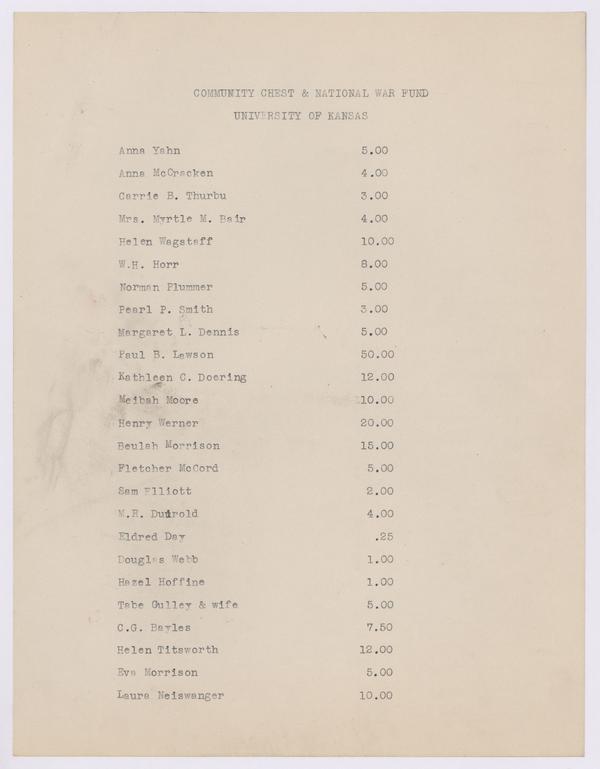 COMMUNITY CHEST & NATIONAL WAR FUND
UNIVERSITY OF KANSAS
Anna Yahn 5.00
Anna McCracken 4.00
Carrie B. Thurbu 3.00
Mrs. Myrtle M. Bair 4.00
Helen Wagstaff 10.00
W.H. Horr 8.00
Norman Plummer 5.00
Pearl P. Smith 3.00
Margaret L. Dennis 5.00
Paul B. Lawson 50.00
Kathleen C. Doering 12.00
Meibah Moore 10.00
Henry Werner 20.00
Beulah Morrison 15.00
Fletcher McCord 5.00
Sam Elliott 2.00
M.R. 4.00
Eldred Day .25
Douglas Webb 1.00
Hazel Hoffine 1.00
Tabe Gulley & wife 5.00
C.G. Bayles 7.50
Helen Titsworth 12.00
Eva Morrison 5.00
Laura Neiswanger 10.00